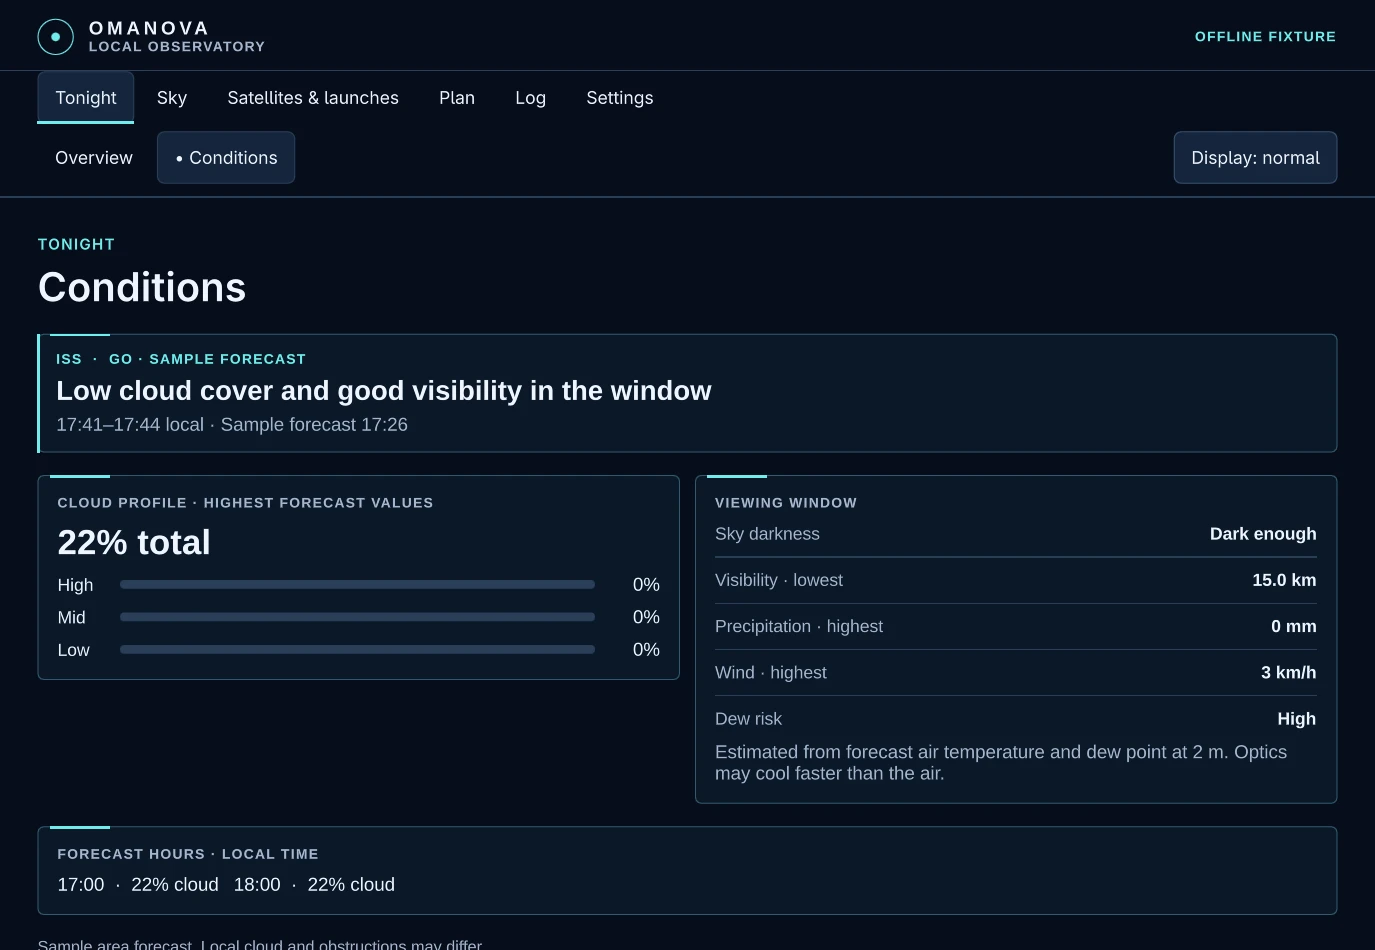 OMANOVA
LOCAL OBSERVATORY
OFFLINE FIXTURE
Tonight
Sky
Satellites & launches
Plan
Log
Settings
Overview
• Conditions
Display: normal
TONIGHT
Conditions
ISS · GO · SAMPLE FORECAST
Low cloud cover and good visibility in the window
17:41–17:44 local · Sample forecast 17:26
CLOUD PROFILE · HIGHEST FORECAST VALUES
22% total
High 0%
Mid 0%
Low 0%
VIEWING WINDOW
Sky darkness Dark enough
Visibility · lowest 15.0 km
Precipitation · highest 0 mm
Wind · highest 3 km/h
Dew risk High
Estimated from forecast air temperature and dew point at 2 m. Optics
may cool faster than the air.
FORECAST HOURS · LOCAL TIME
17:00 · 22% cloud 18:00 · 22% cloud
Sample area forecast. Local cloud and obstructions may differ.